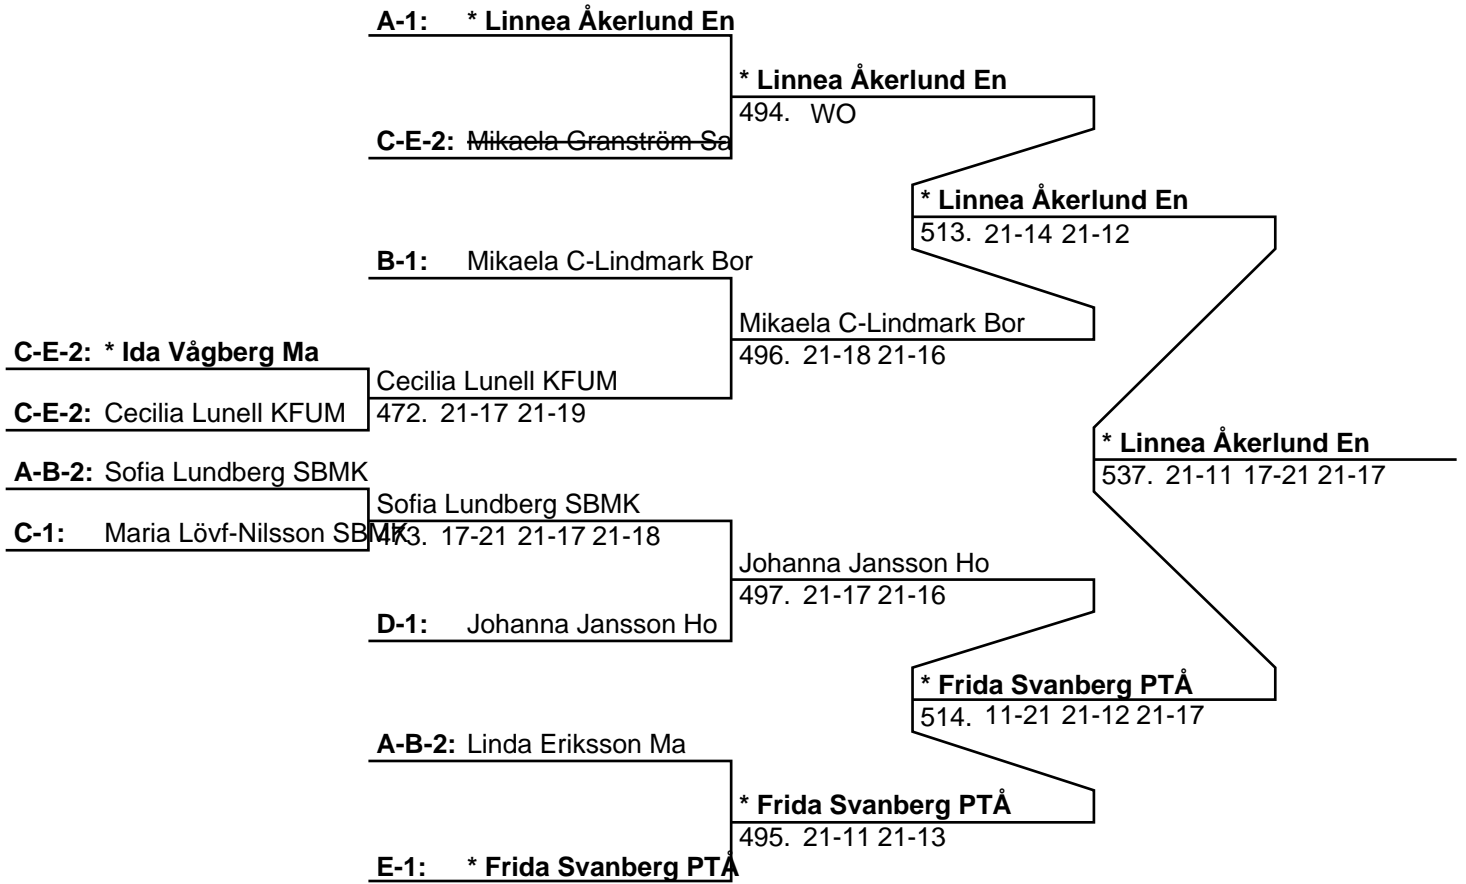 A-1: * Linnea Åkerlund En
* Linnea Åkerlund En
494. WO
C-E-2: Mikaela Granström Sa
* Linnea Åkerlund En
513. 21-14 21-12
B-1: Mikaela C-Lindmark Bor
Mikaela C-Lindmark Bor
496. 21-18 21-16
C-E-2: * Ida Vågberg Ma
Cecilia Lunell KFUM
472. 21-17 21-19
C-E-2: Cecilia Lunell KFUM
* Linnea Åkerlund En
537. 21-11 17-21 21-17
A-B-2: Sofia Lundberg SBMK
Sofia Lundberg SBMK
473. 17-21 21-17 21-18
C-1: Maria Lövf-Nilsson SBMK
Johanna Jansson Ho
497. 21-17 21-16
D-1: Johanna Jansson Ho
* Frida Svanberg PTÅ
514. 11-21 21-12 21-17
A-B-2: Linda Eriksson Ma
* Frida Svanberg PTÅ
495. 21-11 21-13
E-1: * Frida Svanberg PTÅ